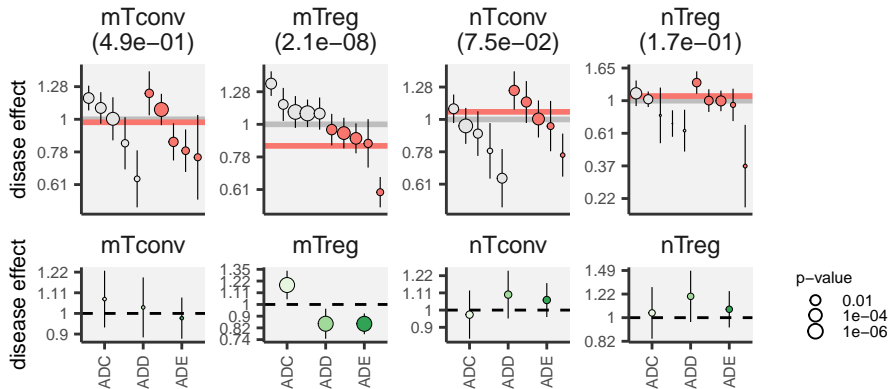 mTconv
(4.9e−01)
mTreg
(2.1e−08)
nTconv
(7.5e−02)
nTreg
(1.7e−01)
disase effect
1.28
1
0.78
0.61
1.28
1
0.78
0.61
1.28
1
0.78
0.61
1.65
1
0.61
0.37
0.22
mTconv
mTreg
nTconv
nTreg
disease effect
1.22
1.11
1
0.9
1.35
1.22
1.11
1
0.9
0.82
0.74
1.22
1.11
1
0.9
1.49
1.22
1
0.82
ADC
ADD
ADE
ADC
ADD
ADE
ADC
ADD
ADE
ADC
ADD
ADE
p−value
0.01
1e−04
1e−06